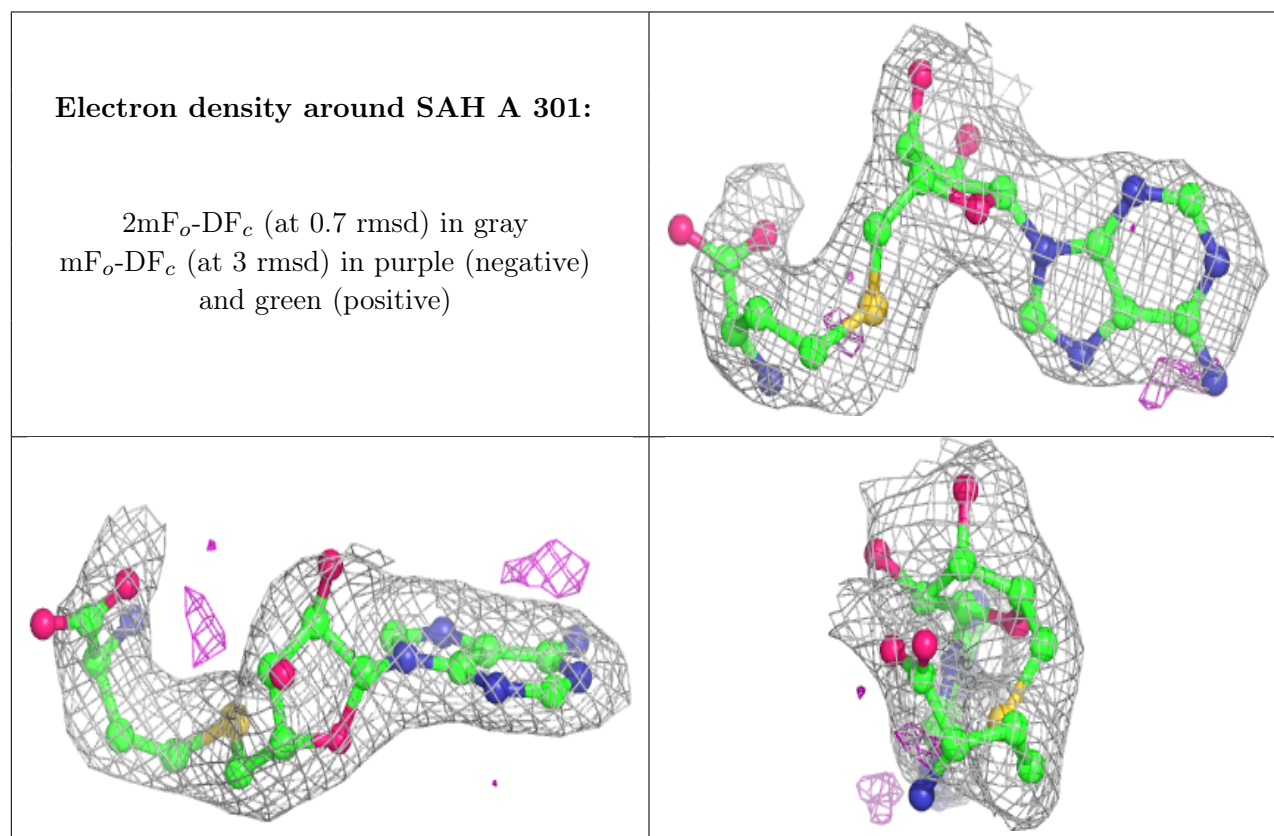 Electron density around SAH A 301:
2mFo-DFc (at 0.7 rmsd) in gray
mFo-DFc (at 3 rmsd) in purple (negative)
and green (positive)